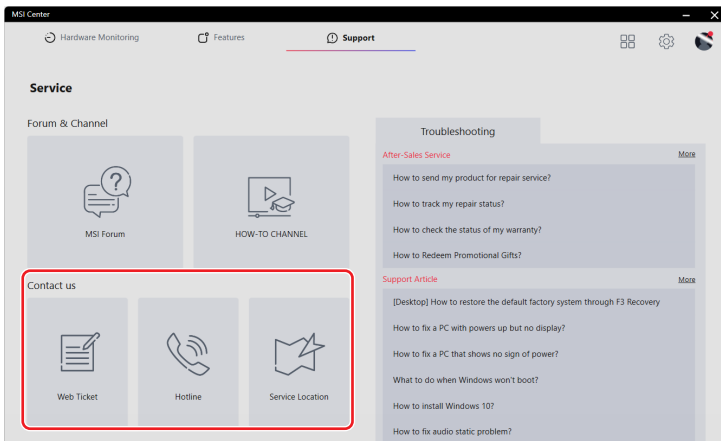 MSI Center
Hardware Monitoring
Features
Support
Service
Forum & Channel
MSI Forum
HOW-TO CHANNEL
Contact us
Web Ticket
Hotline
Service Location
Troubleshooting
After-Sales Service
More
How to send my product for repair service?
How to track my repair status?
How to check the status of my warranty?
How to Redeem Promotional Gifts?
Support Article
More
[Desktop] How to restore the default factory system through F3 Recovery
How to fix a PC with powers up but no display?
How to fix a PC that shows no sign of power?
What to do when Windows won't boot?
How to install Windows 10?
How to fix audio static problem?